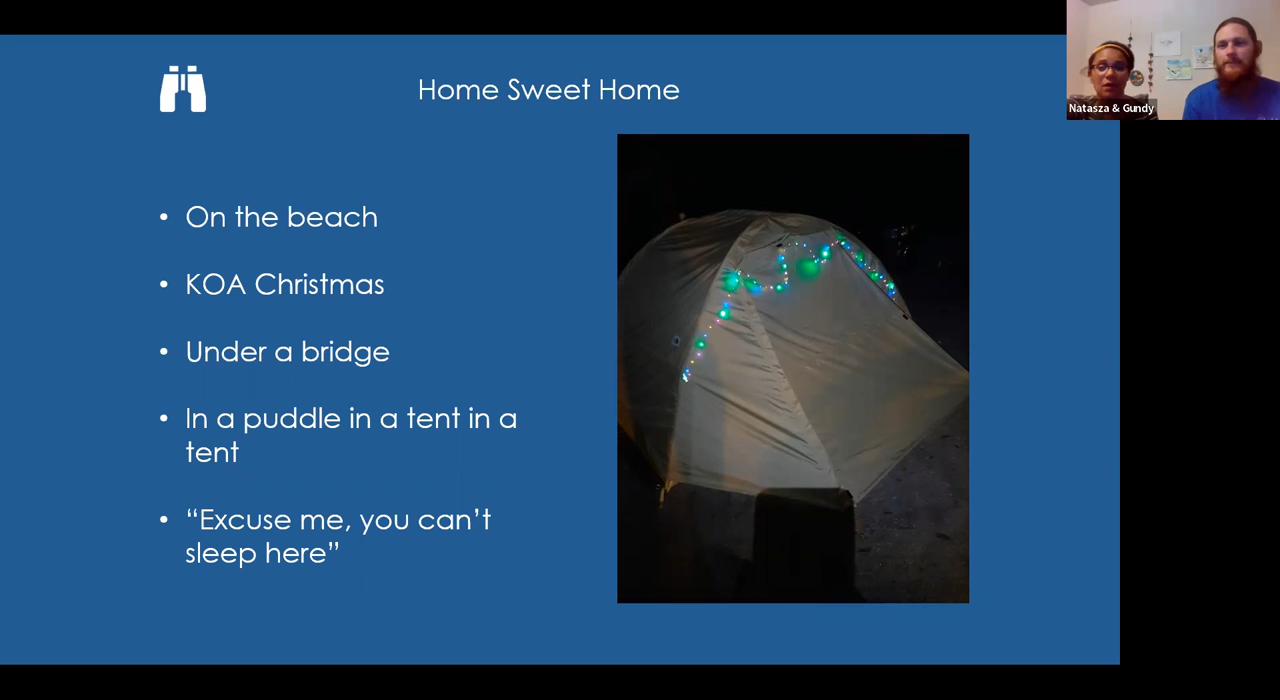 Home Sweet Home
Natasza & Gundy
• On the beach
• KOA Christmas
• Under a bridge
• In a puddle in a tent in a
tent
• “Excuse me, you can’t
sleep here”